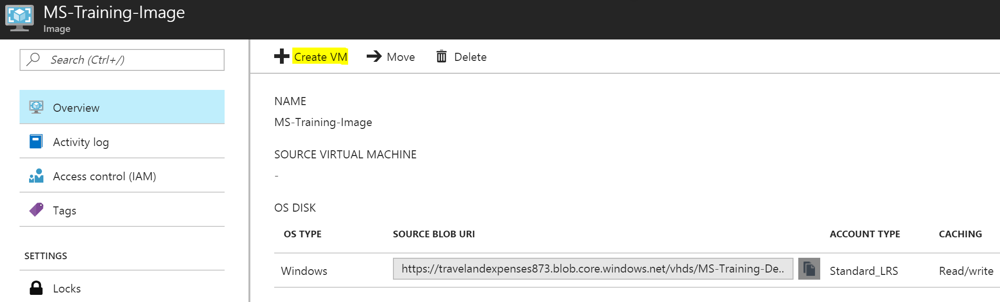 MS-Training-Image
Image
Search (Ctrl+/)
Overview
Activity log
Access control (IAM)
Tags
SETTINGS
Locks
Create VM Move Delete
NAME
MS-Training-Image
SOURCE VIRTUAL MACHINE
-
OS DISK
OS TYPE SOURCE BLOB URI ACCOUNT TYPE CACHING
Windows https://travelandexpenses873.blob.core.windows.net/vhds/MS-Training-De.. Standard_LRS Read/write